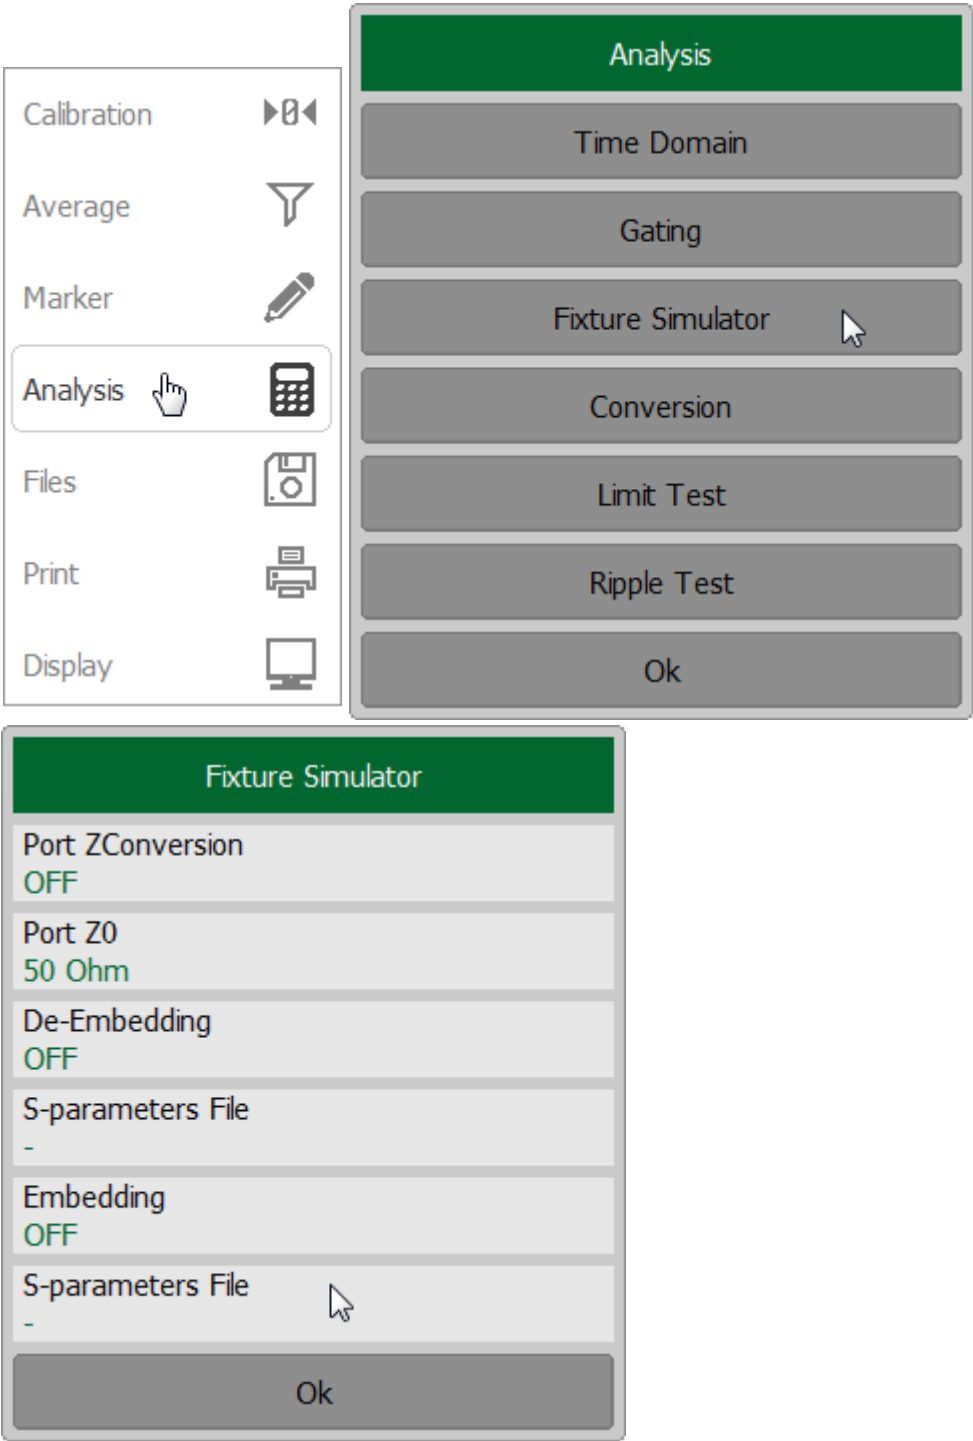 Calibration
Average
Marker
Analysis
Files
Print
Display
Analysis
Time Domain
Gating
Fixture Simulator
Conversion
Limit Test
Ripple Test
Ok
Fixture Simulator
Port ZConversion
OFF
Port Z0
50 Ohm
De-Embedding
OFF
S-parameters File
-
Embedding
OFF
S-parameters File
-
Ok